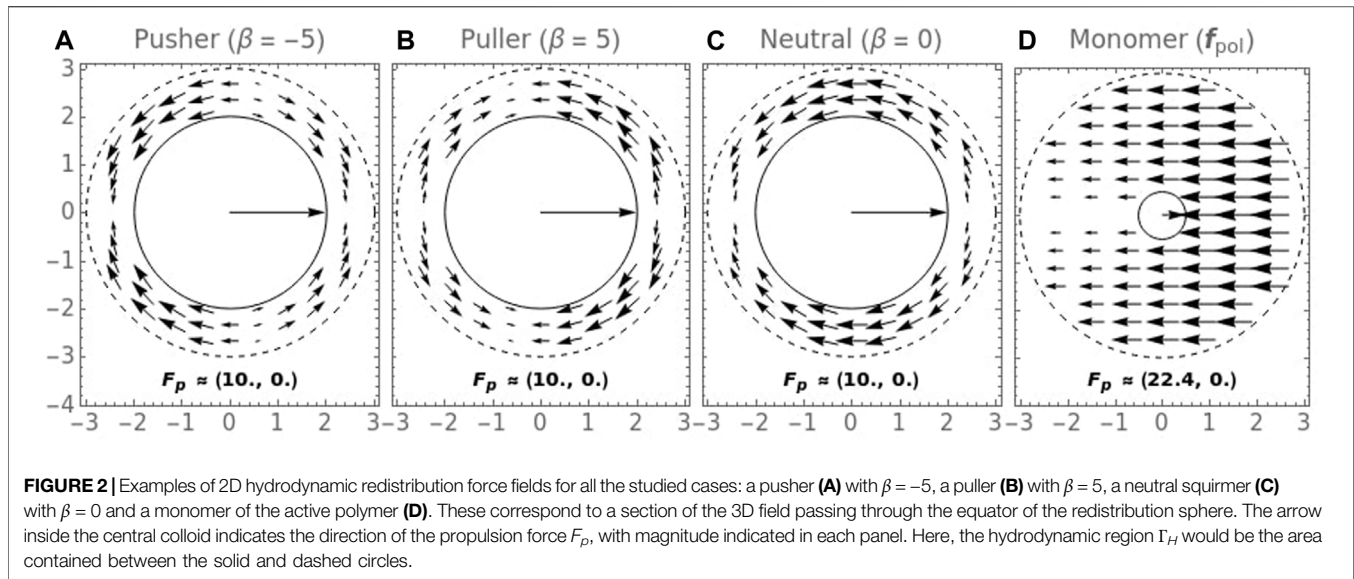 A Pusher (β = −5) B Puller (β = 5) C Neutral (β = 0) D Monomer (f_pol)
3
2
1
0
−1
−2
−3
−4
F_p ≈ (10., 0.) F_p ≈ (10., 0.) F_p ≈ (10., 0.) F_p ≈ (22.4, 0.)
−3 −2 −1 0 1 2 3 −3 −2 −1 0 1 2 3 −3 −2 −1 0 1 2 3 −3 −2 −1 0 1 2 3
FIGURE 2 | Examples of 2D hydrodynamic redistribution force fields for all the studied cases: a pusher (A) with β = −5, a puller (B) with β = 5, a neutral squirmer (C)
with β = 0 and a monomer of the active polymer (D). These correspond to a section of the 3D field passing through the equator of the redistribution sphere. The arrow
inside the central colloid indicates the direction of the propulsion force F_p, with magnitude indicated in each panel. Here, the hydrodynamic region Γ_H would be the area
contained between the solid and dashed circles.